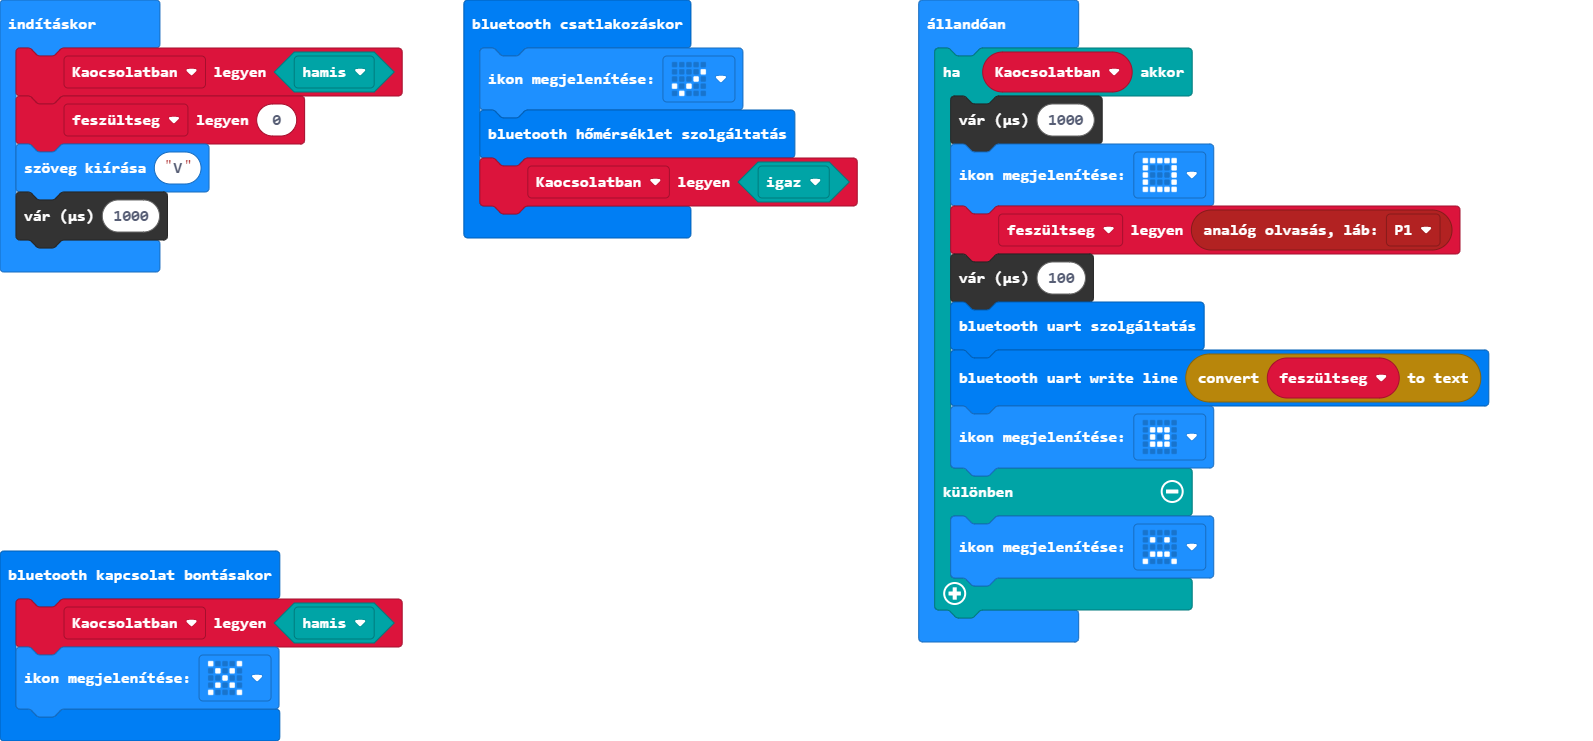 indításkor
Kaocsolatban legyen hamis
feszültseg legyen 0
szöveg kiírása "V"
vár (µs) 1000
bluetooth csatlakozáskor
ikon megjelenítése:
bluetooth hőmérséklet szolgáltatás
Kaocsolatban legyen igaz
állandóan
ha Kaocsolatban akkor
vár (µs) 1000
ikon megjelenítése:
feszültseg legyen analóg olvasás, láb: P1
vár (µs) 100
bluetooth uart szolgáltatás
bluetooth uart write line convert feszültseg to text
ikon megjelenítése:
különben
ikon megjelenítése:
bluetooth kapcsolat bontásakor
Kaocsolatban legyen hamis
ikon megjelenítése: